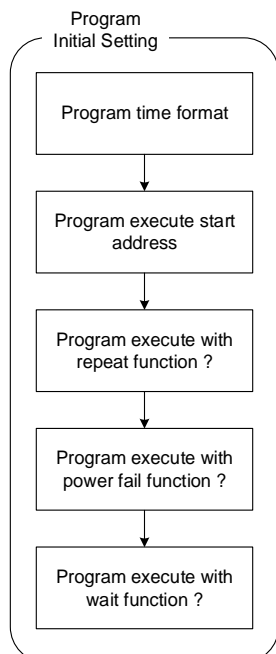 Program
Initial Setting
Program time format
Program execute start
address
Program execute with
repeat function ?
Program execute with
power fail function ?
Program execute with
wait function ?